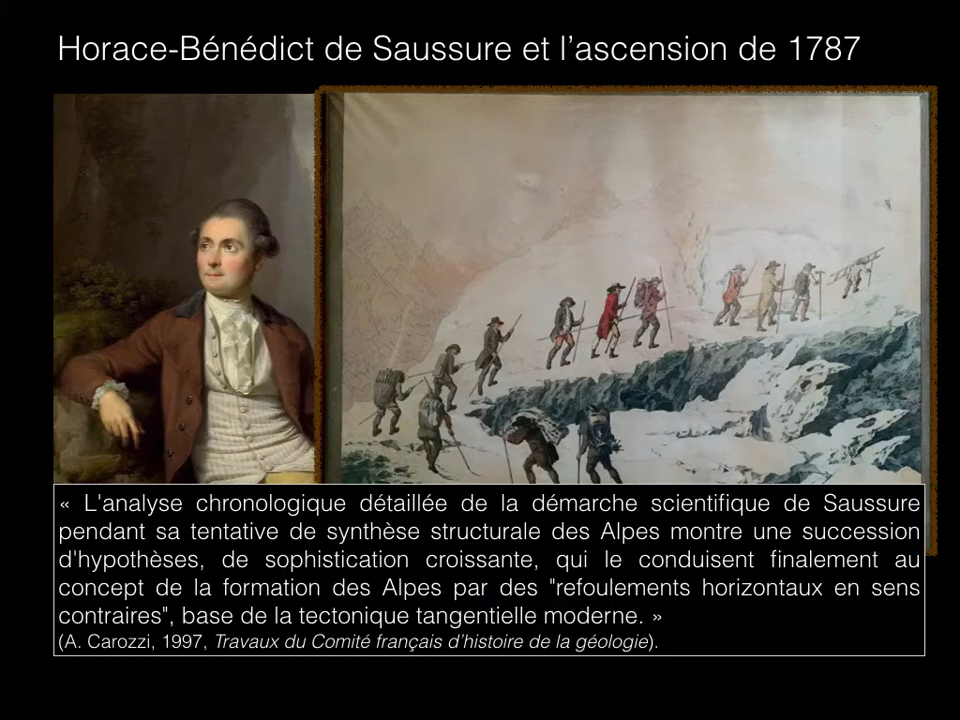 Horace-Bénédict de Saussure et l’ascension de 1787
« L'analyse chronologique détaillée de la démarche scientifique de Saussure
pendant sa tentative de synthèse structurale des Alpes montre une succession
d'hypothèses, de sophistication croissante, qui le conduisent finalement au
concept de la formation des Alpes par des "refoulements horizontaux en sens
contraires", base de la tectonique tangentielle moderne. »
(A. Carozzi, 1997, Travaux du Comité français d’histoire de la géologie).